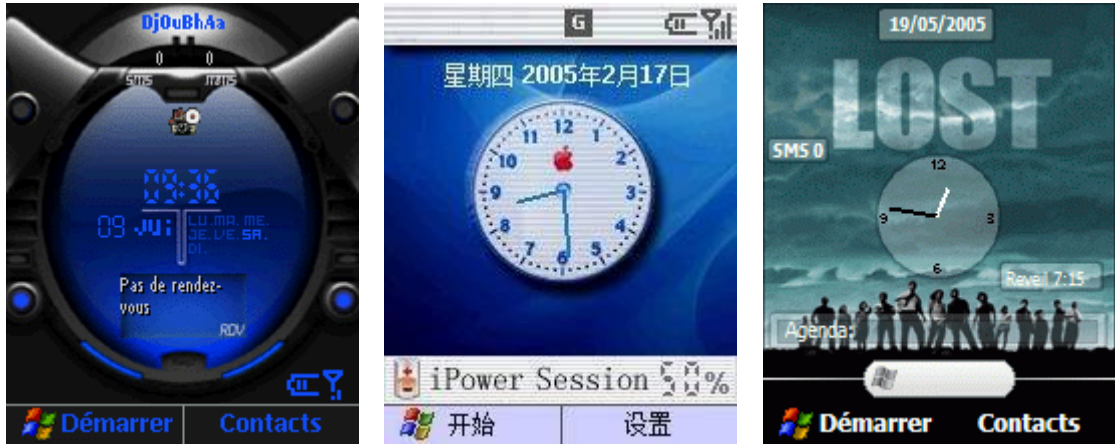 DjOuBhAa
0 0
sms mms
09:36
09 JUI
LU.MA.ME.
JE.VE.SA.
DI.
Pas de rendez-
vous
RDV
Démarrer Contacts
G
星期四 2005年2月17日
12
11 1
10 2
9 3
8 4
7 5
6
iPower Session 50%
开始 设置
19/05/2005
LOST
SMS 0
12
9 3
6
Reveil 7:15
Agenda:
Démarrer Contacts